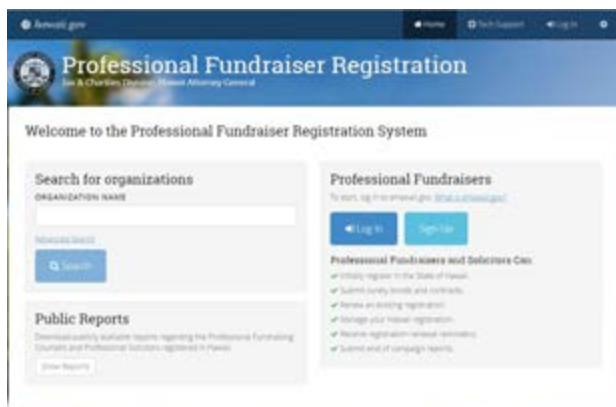 hawaii.gov
Home
Tech Support
Log In
Professional Fundraiser Registration
Tax & Charities Division Hawaii Attorney General
Welcome to the Professional Fundraiser Registration System
Search for organizations
ORGANIZATION NAME
Advanced Search
Search
Public Reports
Download publicly available reports regarding the Professional Fundraising
Counsels and Professional Solicitors registered in Hawaii.
Show Reports
Professional Fundraisers
To start, log in to ehawaii.gov. What is ehawaii.gov?
Log In
Sign Up
Professional Fundraisers and Solicitors Can:
Initially register in the State of Hawaii.
Submit surety bonds and contracts.
Renew an existing registration.
Manage your Hawaii registration.
Receive registration renewal reminders.
Submit end of campaign reports.